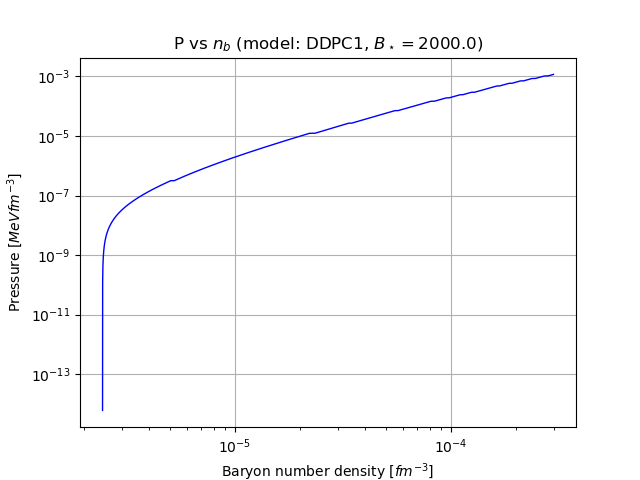 P vs $n_b$ (model: DDPC1, $B_\star = 2000.0$)
Pressure [$MeV fm^{-3}$]
$10^{-3}$
$10^{-5}$
$10^{-7}$
$10^{-9}$
$10^{-11}$
$10^{-13}$
$10^{-5}$ $10^{-4}$
Baryon number density [$fm^{-3}$]